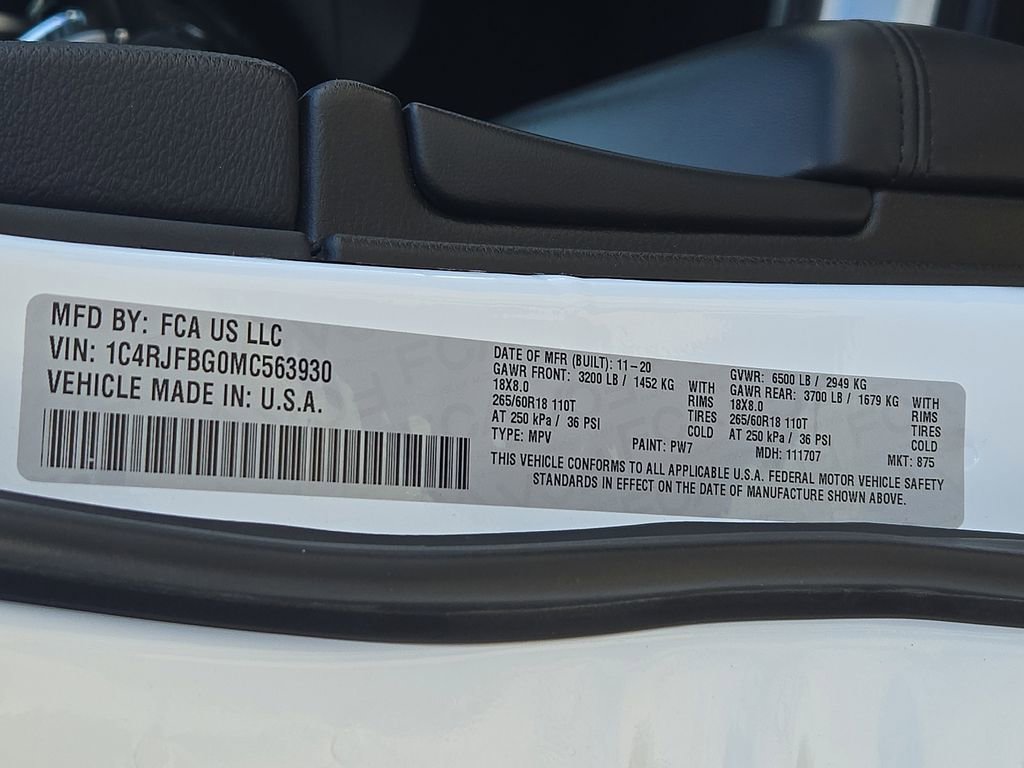 MFD BY: FCA US LLC
VIN: 1C4RJFBG0MC563930
VEHICLE MADE IN: U.S.A.
DATE OF MFR (BUILT): 11-20
GAWR FRONT: 3200 LB / 1452 KG WITH
18X8.0 RIMS
265/60R18 110T TIRES
AT 250 kPa / 36 PSI COLD
TYPE: MPV PAINT: PW7
GVWR: 6500 LB / 2949 KG
GAWR REAR: 3700 LB / 1679 KG WITH
18X8.0 RIMS
265/60R18 110T TIRES
AT 250 kPa / 36 PSI COLD
MDH: 111707 MKT: 875
THIS VEHICLE CONFORMS TO ALL APPLICABLE U.S.A. FEDERAL MOTOR VEHICLE SAFETY
STANDARDS IN EFFECT ON THE DATE OF MANUFACTURE SHOWN ABOVE.